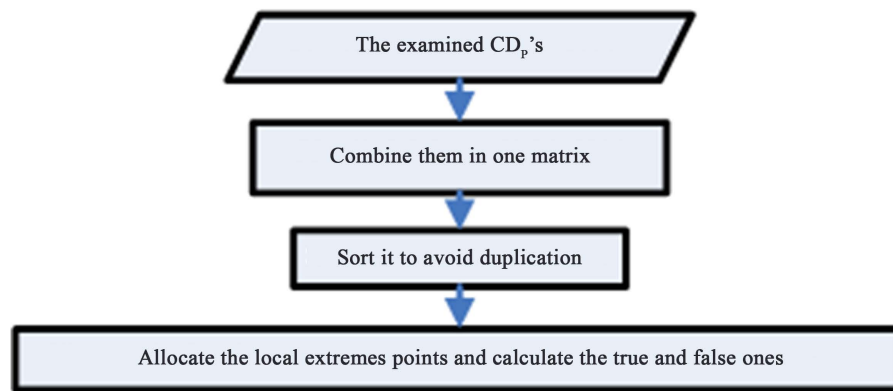 The examined CDₚ's
Combine them in one matrix
Sort it to avoid duplication
Allocate the local extremes points and calculate the true and false ones